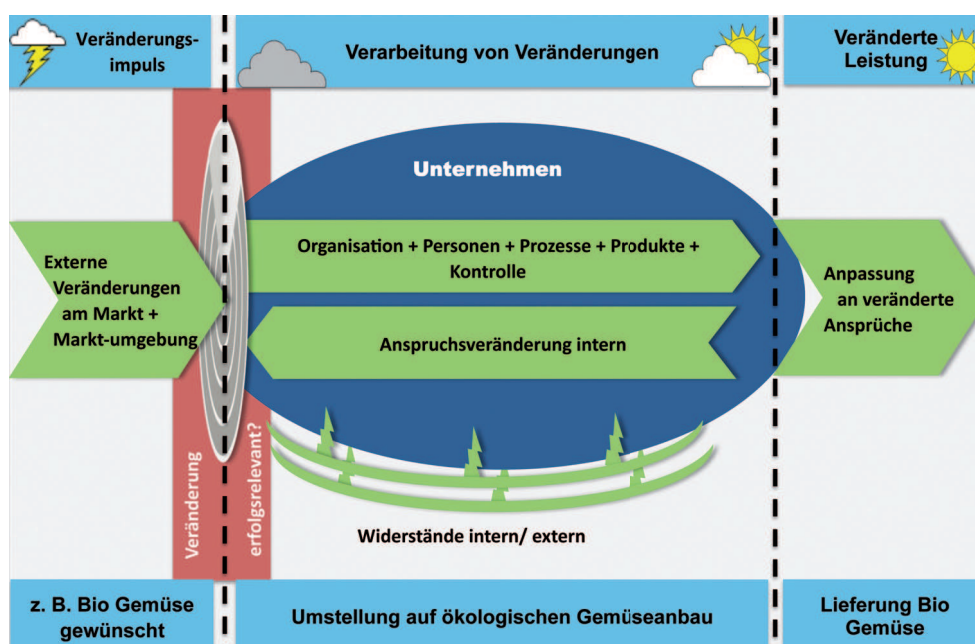 Veränderungs-
impuls
Verarbeitung von Veränderungen
Veränderte
Leistung
Unternehmen
Externe
Veränderungen
am Markt +
Markt-umgebung
Organisation + Personen + Prozesse + Produkte +
Kontrolle
Anspruchsveränderung intern
Anpassung
an veränderte
Ansprüche
Veränderung
erfolgsrelevant?
Widerstände intern/ extern
z. B. Bio Gemüse
gewünscht
Umstellung auf ökologischen Gemüseanbau
Lieferung Bio
Gemüse